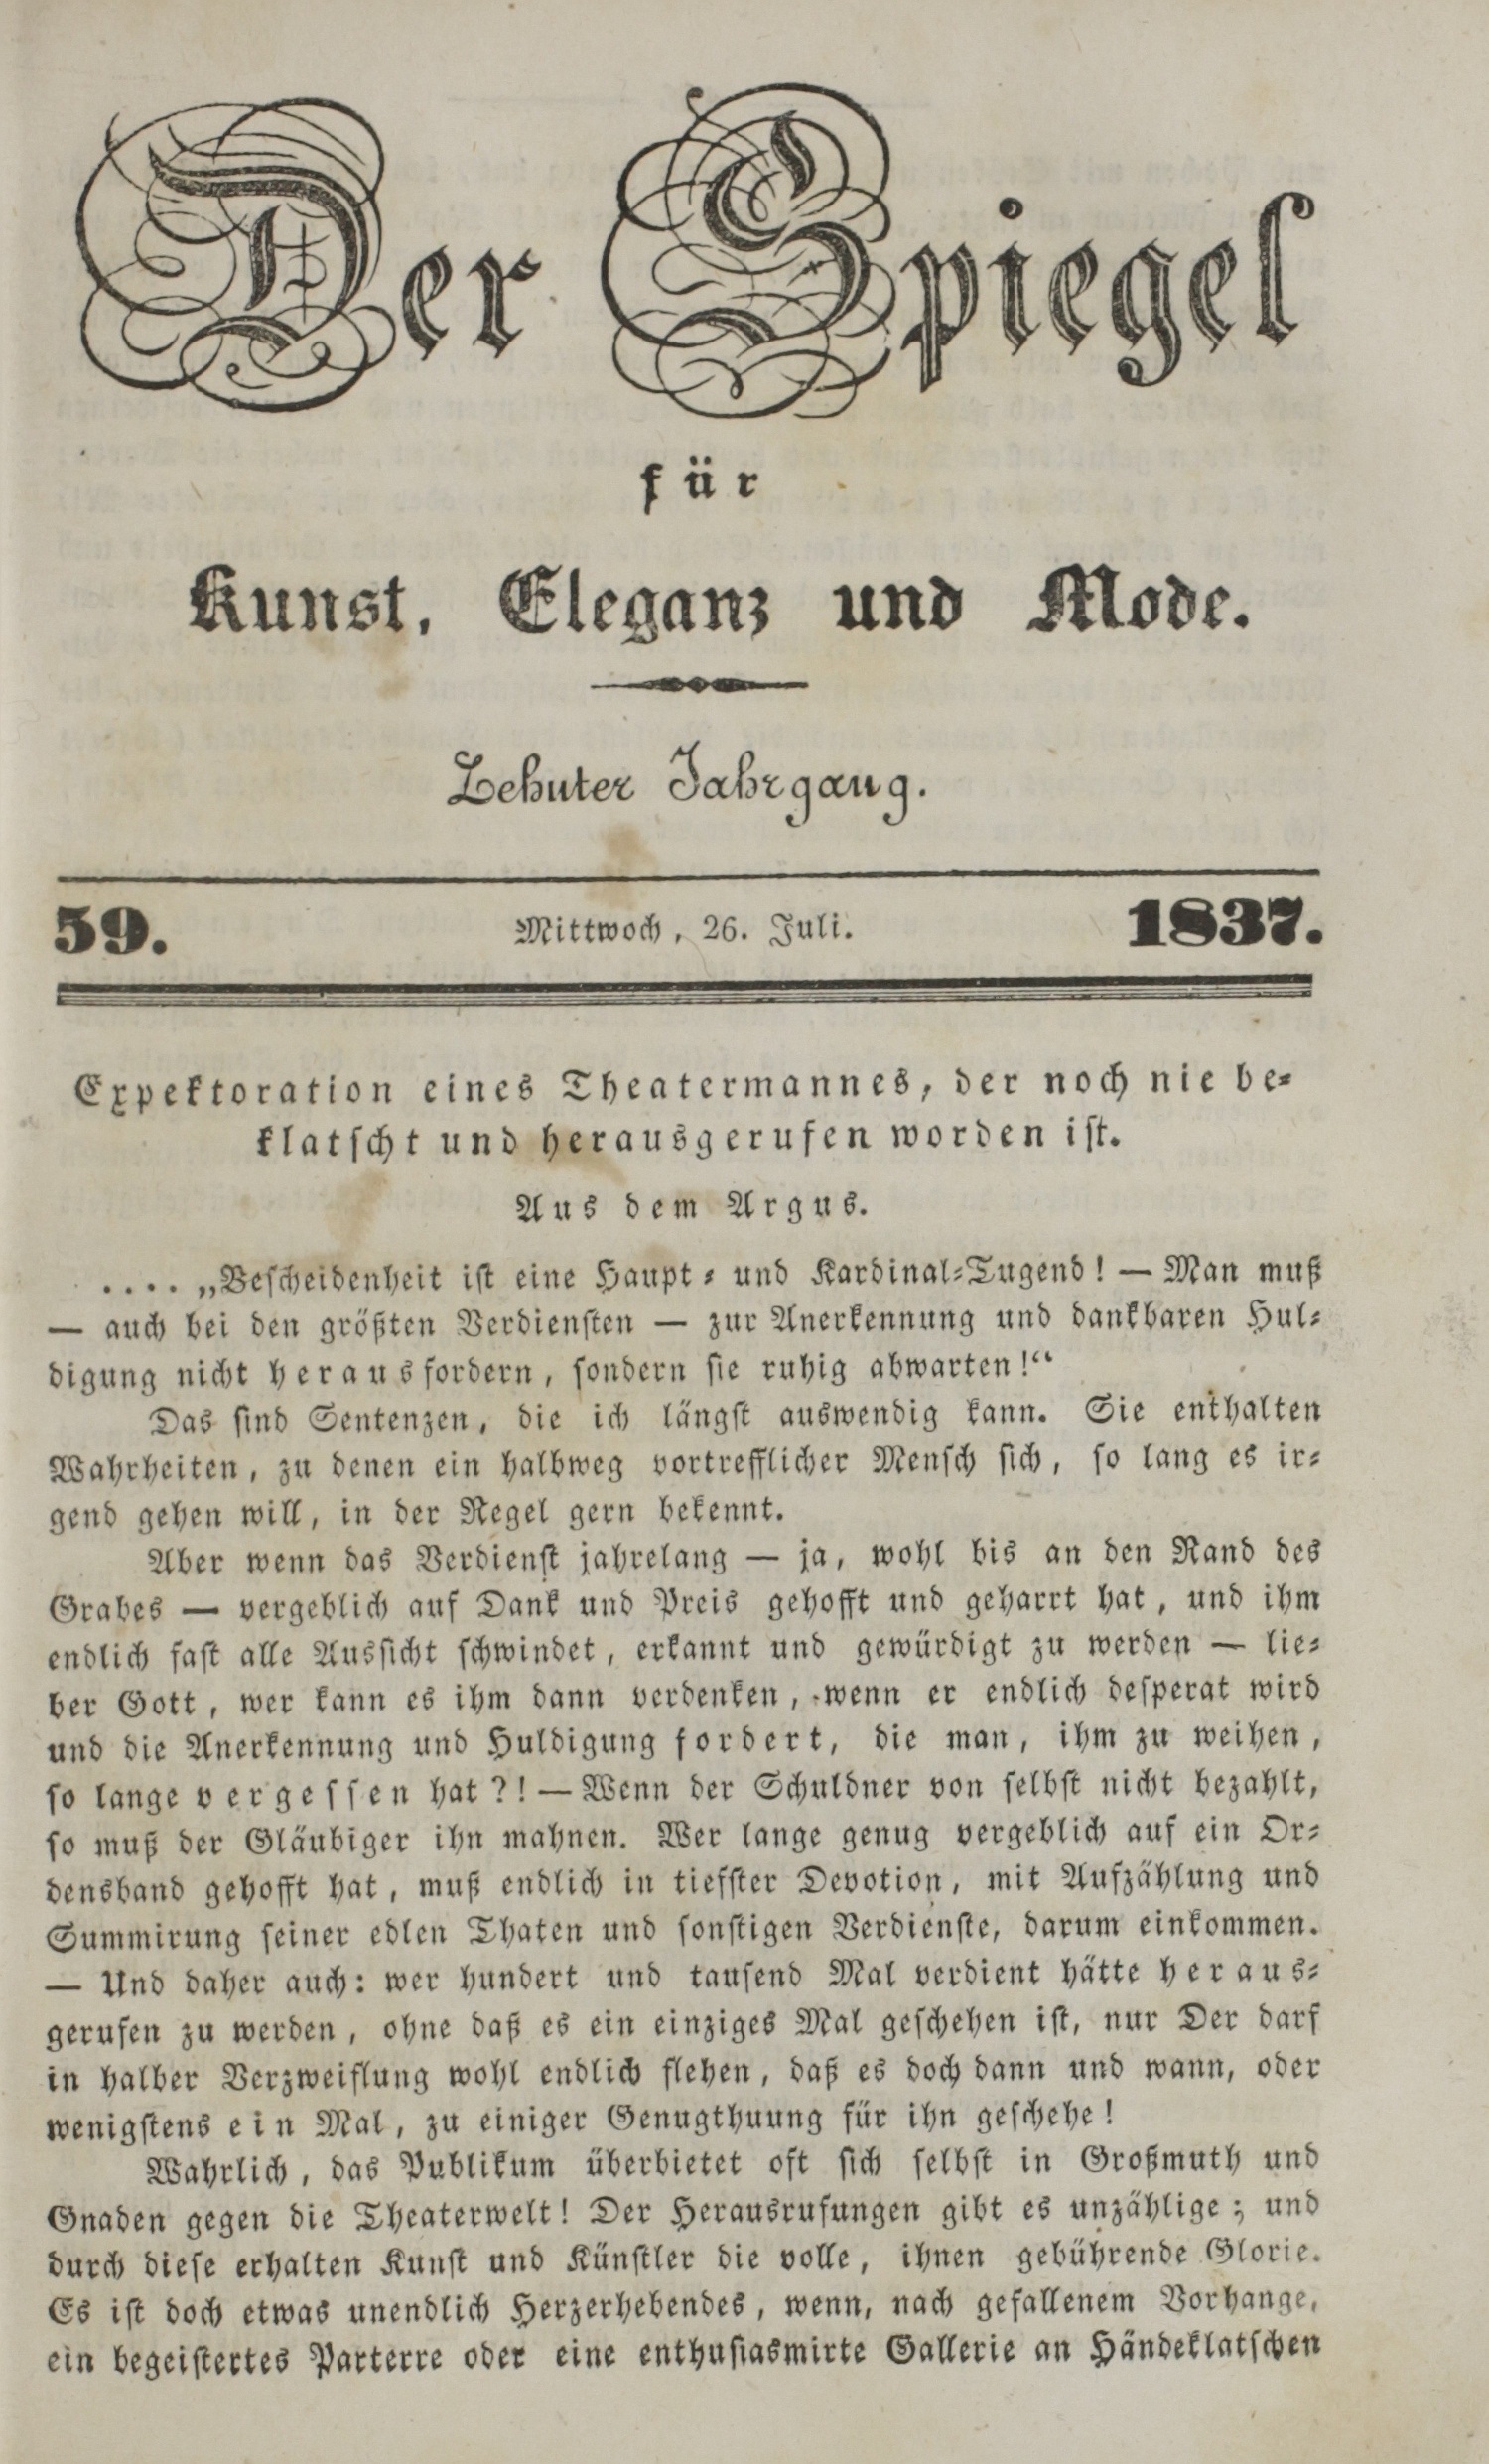 Der Spiegel
für
Kunst, Eleganz und Mode.
Zehnter Jahrgang.
59. Mittwoch, 26. Juli. 1837.
Expektoration eines Theatermannes, der noch nie be-
klatscht und herausgerufen worden ist.
Aus dem Argus.
.... „Bescheidenheit ist eine Haupt- und Kardinal-Tugend! — Man muß
— auch bei den größten Verdiensten — zur Anerkennung und dankbaren Hul-
digung nicht herausfordern, sondern sie ruhig abwarten!“
Das sind Sentenzen, die ich längst auswendig kann. Sie enthalten
Wahrheiten, zu denen ein halbweg vortrefflicher Mensch sich, so lang es ir-
gend gehen will, in der Regel gern bekennt.
Aber wenn das Verdienst jahrelang — ja, wohl bis an den Rand des
Grabes — vergeblich auf Dank und Preis gehofft und geharrt hat, und ihm
endlich fast alle Aussicht schwindet, erkannt und gewürdigt zu werden — lie-
ber Gott, wer kann es ihm dann verdenken, wenn er endlich desperat wird
und die Anerkennung und Huldigung fordert, die man, ihm zu weihen,
so lange vergessen hat?! — Wenn der Schuldner von selbst nicht bezahlt,
so muß der Gläubiger ihn mahnen. Wer lange genug vergeblich auf ein Or-
densband gehofft hat, muß endlich in tiefster Devotion, mit Aufzählung und
Summirung seiner edlen Thaten und sonstigen Verdienste, darum einkommen.
— Und daher auch: wer hundert und tausend Mal verdient hätte heraus-
gerufen zu werden, ohne daß es ein einziges Mal geschehen ist, nur Der darf
in halber Verzweiflung wohl endlich flehen, daß es doch dann und wann, oder
wenigstens ein Mal, zu einiger Genugthuung für ihn geschehe!
Wahrlich, das Publikum überbietet oft sich selbst in Großmuth und
Gnaden gegen die Theaterwelt! Der Herausrufungen gibt es unzählige; und
durch diese erhalten Kunst und Künstler die volle, ihnen gebührende Glorie.
Es ist doch etwas unendlich Herzerhebendes, wenn, nach gefallenem Vorhange,
ein begeistertes Parterre oder eine enthusiasmirte Gallerie an Händeklatschen